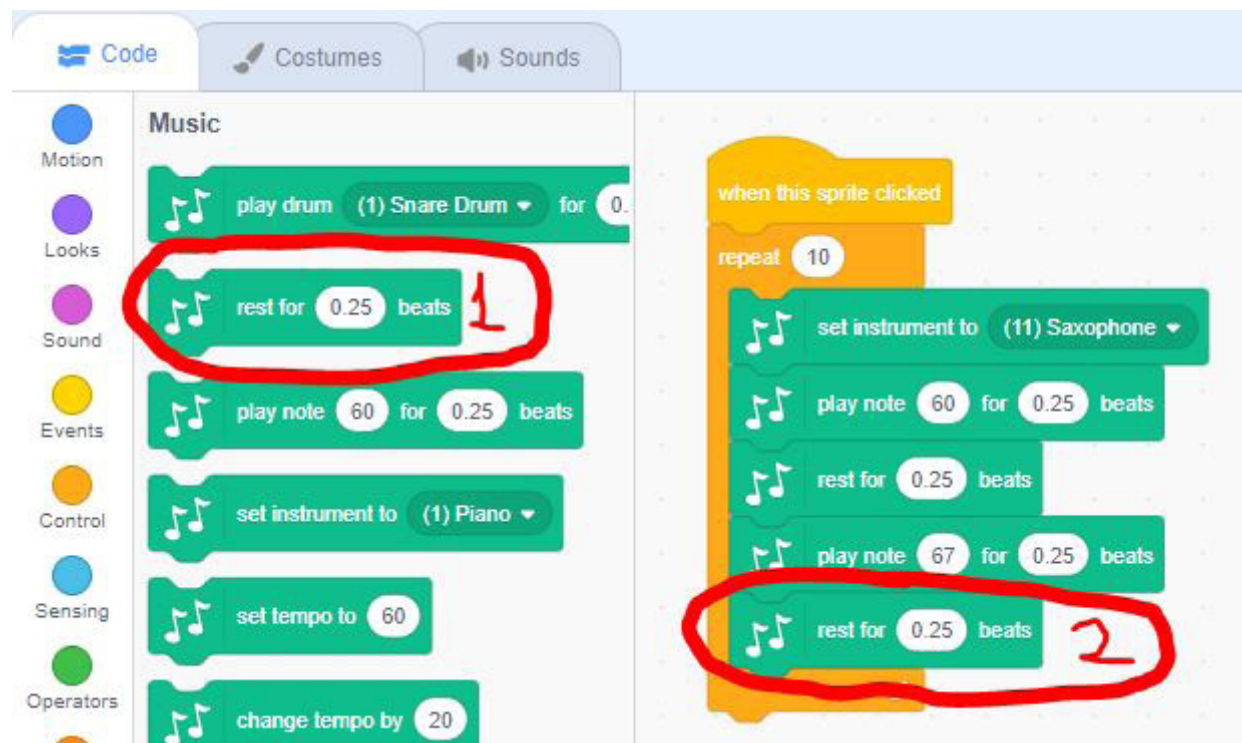 Code
Costumes
Sounds
Motion
Looks
Sound
Events
Control
Sensing
Operators
Music
play drum (1) Snare Drum for 0.
rest for 0.25 beats 1
play note 60 for 0.25 beats
set instrument to (1) Piano
set tempo to 60
change tempo by 20
when this sprite clicked
repeat 10
set instrument to (11) Saxophone
play note 60 for 0.25 beats
rest for 0.25 beats
play note 67 for 0.25 beats
rest for 0.25 beats 2